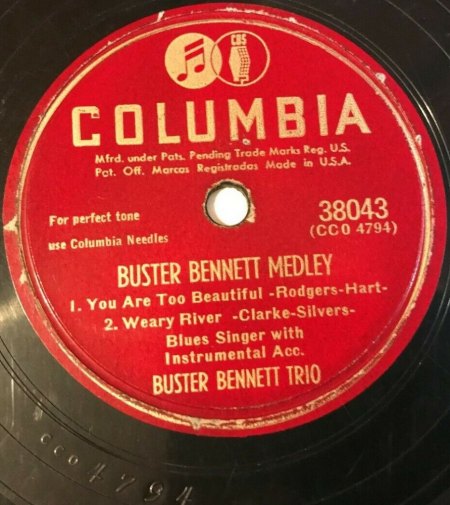 CBS
COLUMBIA
Mfrd. under Pats. Pending Trade Marks Reg. U.S.
Pat. Off. Marcas Registradas Made in U.S.A.
For perfect tone
use Columbia Needles
38043
(CCO 4794)
BUSTER BENNETT MEDLEY
1. You Are Too Beautiful -Rodgers-Hart-
2. Weary River -Clarke-Silvers-
Blues Singer with
Instrumental Acc.
BUSTER BENNETT TRIO
cco4794